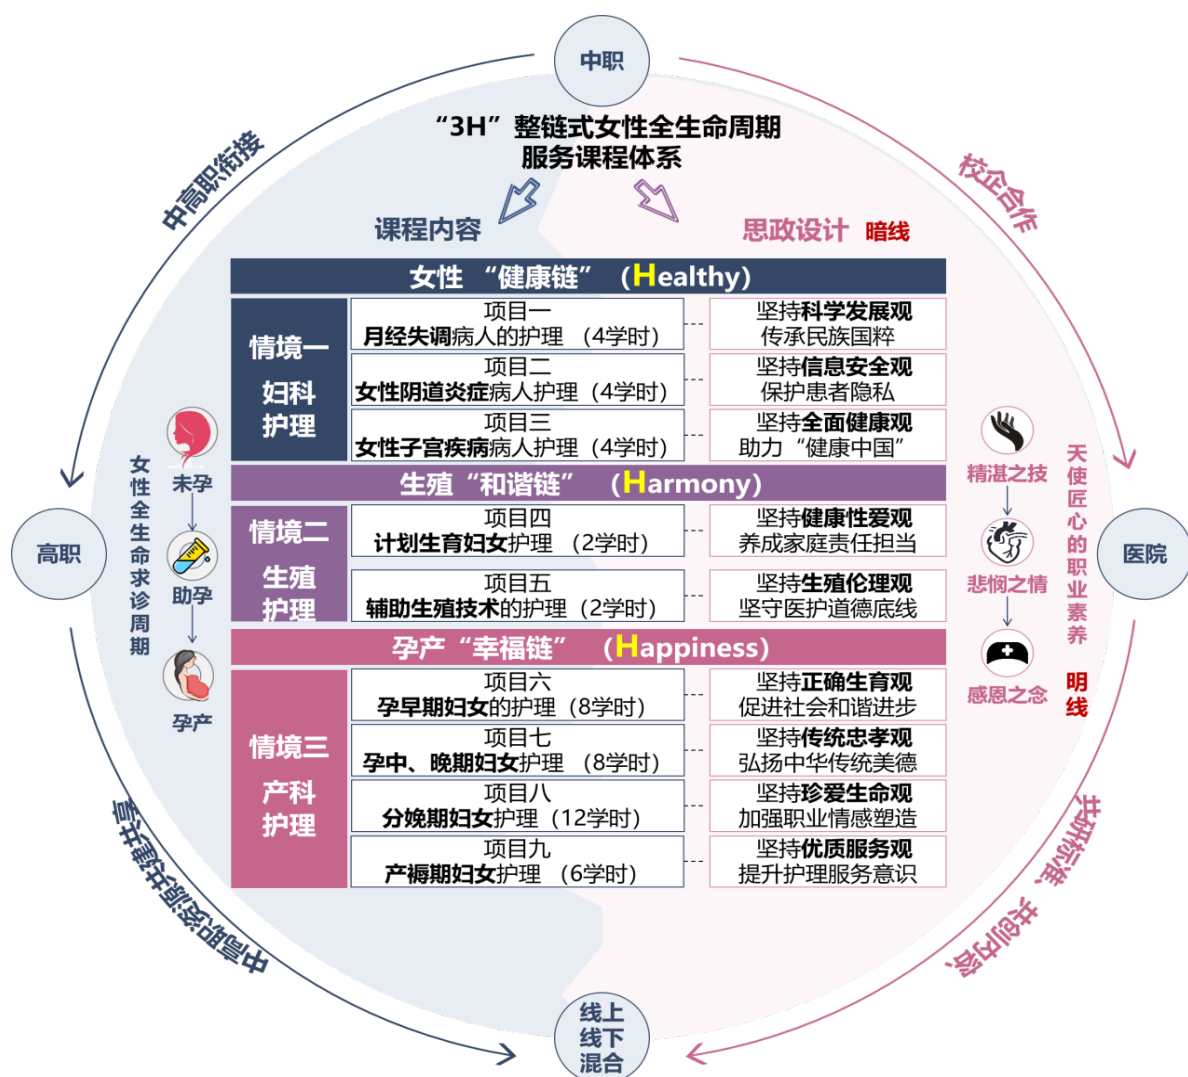 中职
“3H”整链式女性全生命周期
服务课程体系
中高职衔接
校企合作
课程内容
思政设计 暗线
女性“健康链”（Healthy）
情境一
妇科
护理
项目一
月经失调病人的护理（4学时）
坚持科学发展观
传承民族国粹
项目二
女性阴道炎症病人护理（4学时）
坚持信息安全观
保护患者隐私
项目三
女性子宫疾病病人护理（4学时）
坚持全面健康观
助力“健康中国”
生殖“和谐链”（Harmony）
情境二
生殖
护理
项目四
计划生育妇女护理（2学时）
坚持健康性爱观
养成家庭责任担当
项目五
辅助生殖技术的护理（2学时）
坚持生殖伦理观
坚守医护道德底线
孕产“幸福链”（Happiness）
情境三
产科
护理
项目六
孕早期妇女的护理（8学时）
坚持正确生育观
促进社会和谐进步
项目七
孕中、晚期妇女护理（8学时）
坚持传统忠孝观
弘扬中华传统美德
项目八
分娩期妇女护理（12学时）
坚持珍爱生命观
加强职业情感塑造
项目九
产褥期妇女护理（6学时）
坚持优质服务观
提升护理服务意识
高职
女性全生命求诊周期
未孕
助孕
孕产
精湛之技
悲悯之情
感恩之念
天使匠心的职业素养
明线
医院
中高职资源共建共享
共研标准、共创内容、
线上
线下
混合